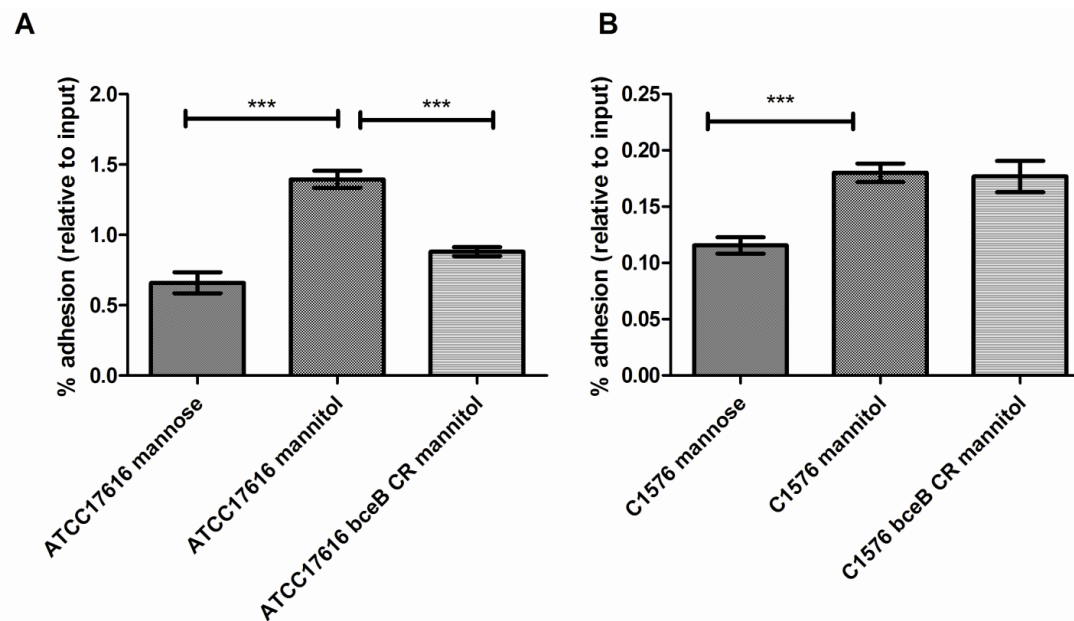 A
% adhesion (relative to input)
2.0
1.5
1.0
0.5
0.0
***
***
ATCC17616 mannose
ATCC17616 mannitol
ATCC17616 bceB CR mannitol
B
% adhesion (relative to input)
0.25
0.20
0.15
0.10
0.05
0.00
***
C1576 mannose
C1576 mannitol
C1576 bceB CR mannitol